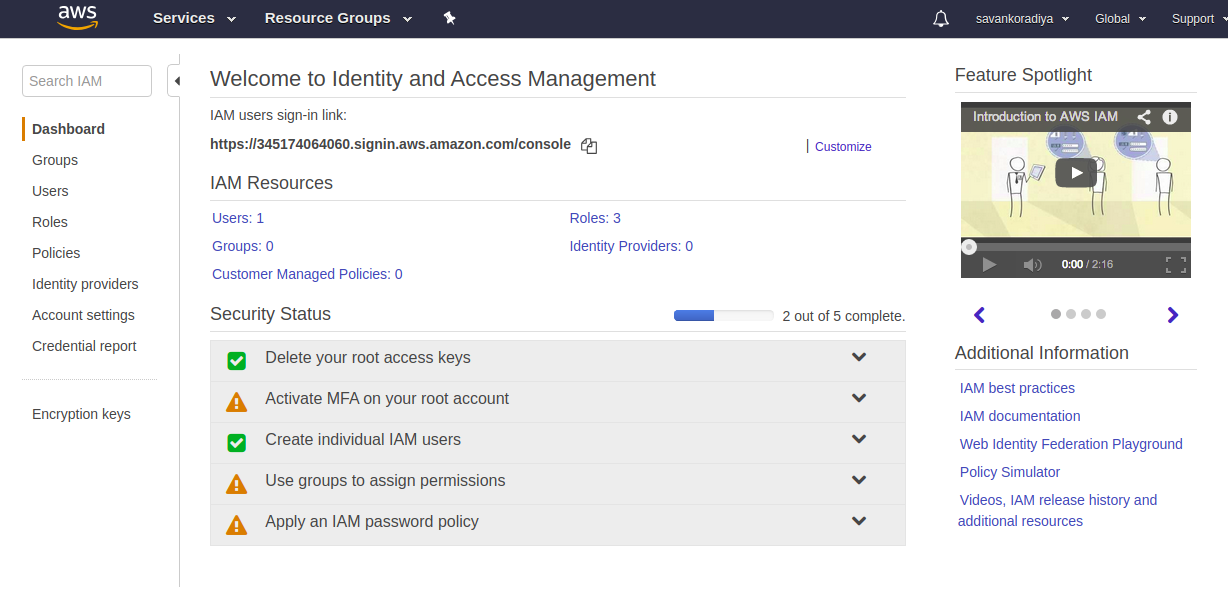 aws
Services
Resource Groups
savankoradiya
Global
Support
Search IAM
Dashboard
Groups
Users
Roles
Policies
Identity providers
Account settings
Credential report
Encryption keys
Welcome to Identity and Access Management
IAM users sign-in link:
https://345174064060.signin.aws.amazon.com/console
| Customize
IAM Resources
Users: 1
Roles: 3
Groups: 0
Identity Providers: 0
Customer Managed Policies: 0
Security Status
2 out of 5 complete.
Delete your root access keys
Activate MFA on your root account
Create individual IAM users
Use groups to assign permissions
Apply an IAM password policy
Feature Spotlight
Introduction to AWS IAM
0:00 / 2:16
Additional Information
IAM best practices
IAM documentation
Web Identity Federation Playground
Policy Simulator
Videos, IAM release history and
additional resources